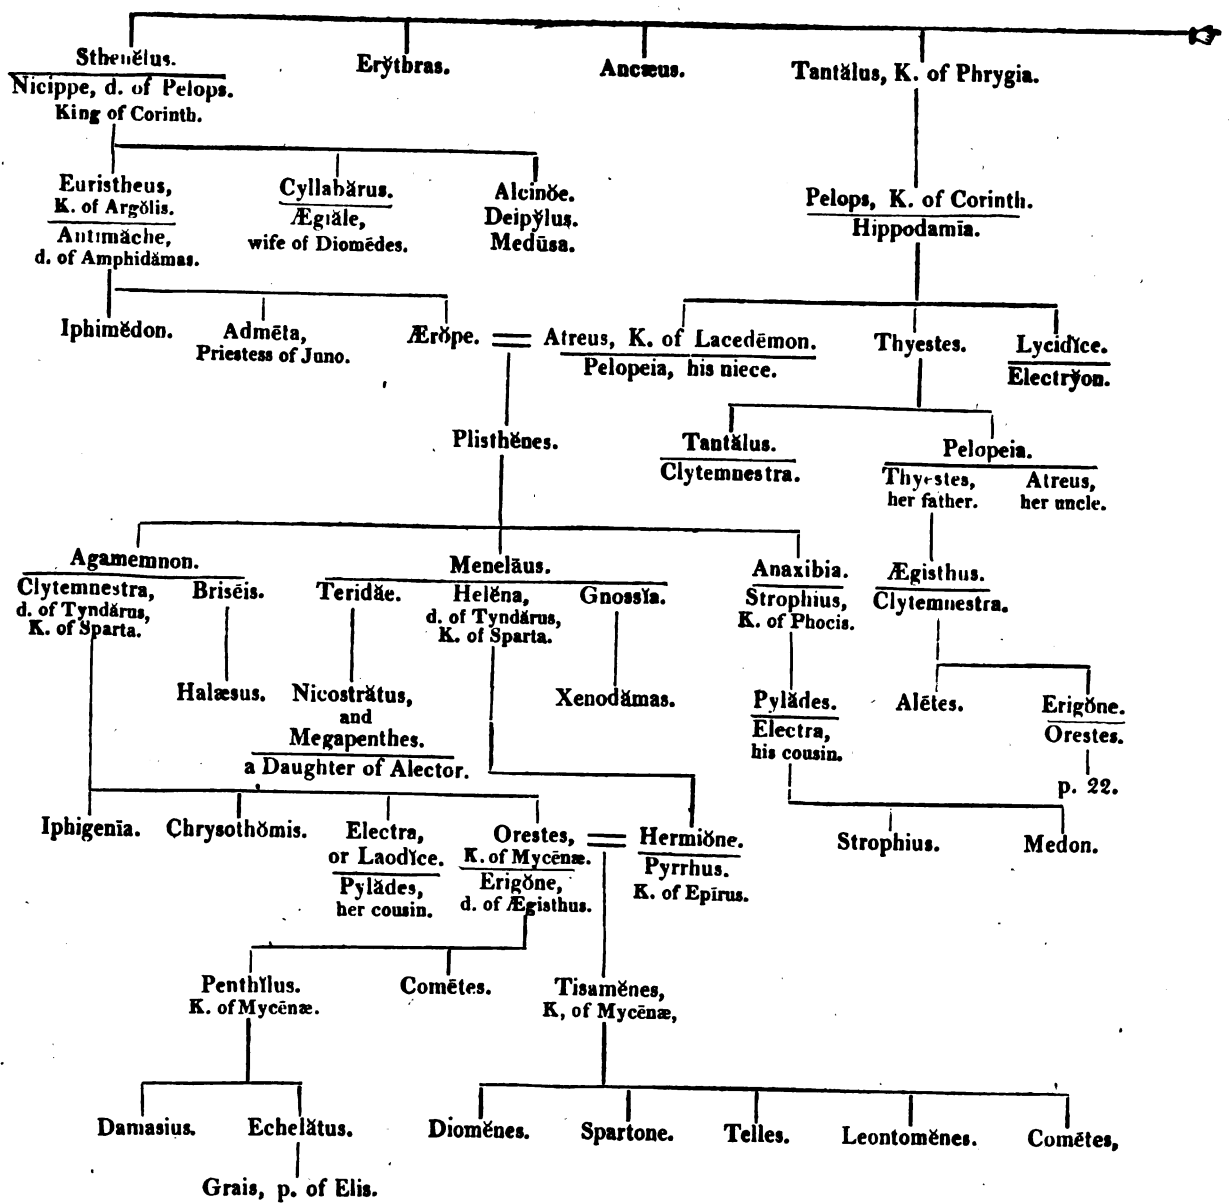 Sthenĕlus.
Nicippe, d. of Pelops.
King of Corinth.
Erўthras.
Ancæus.
Tantălus, K. of Phrygia.
Euristheus,
K. of Argŏlis.
Antimăche,
d. of Amphidămas.
Cyllabărus.
Ægiăle,
wife of Diomēdes.
Alcinŏe.
Deipўlus.
Medūsa.
Pelops, K. of Corinth.
Hippodamīa.
Iphimĕdon.
Admēta,
Priestess of Juno.
Ærŏpe.
Atreus, K. of Lacedēmon.
Pelopeia, his niece.
Thyestes.
Lycidĭce.
Electrўon.
Plisthĕnes.
Tantălus.
Clytemnestra.
Pelopeia.
Thyestes,
her father.
Atreus,
her uncle.
Agamemnon.
Clytemnestra,
d. of Tyndărus,
K. of Sparta.
Brisēis.
Menelāus.
Teridăe.
Helĕna,
d. of Tyndărus,
K. of Sparta.
Gnossĭa.
Anaxibia.
Strophius,
K. of Phocis.
Ægisthus.
Clytemnestra.
Halæsus.
Nicostrătus,
and
Megapenthes.
a Daughter of Alector.
Xenodămas.
Pylădes.
Electra,
his cousin.
Alētes.
Erigŏne.
Orestes.
p. 22.
Iphigenīa.
Chrysothŏmis.
Electra,
or Laodĭce.
Pylădes,
her cousin.
Orestes,
K. of Mycēnæ.
Erigŏne,
d. of Ægisthus.
Hermiŏne.
Pyrrhus.
K. of Epīrus.
Strophius.
Medon.
Penthĭlus.
K. of Mycēnæ.
Comētes.
Tisamĕnes,
K, of Mycēnæ,
Damasius.
Echelătus.
Diomĕnes.
Spartone.
Telles.
Leontomĕnes.
Comētes,
Grais, p. of Elis.